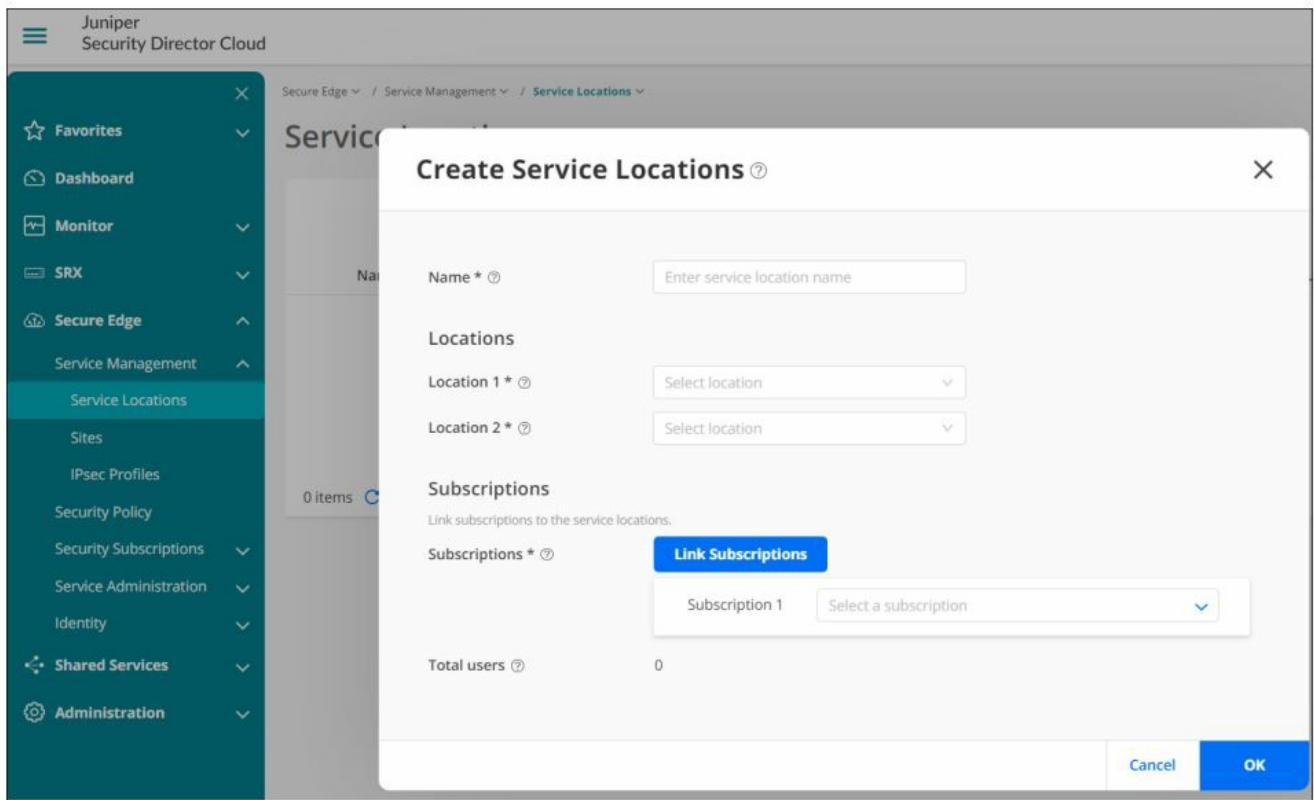 Juniper
Security Director Cloud
Secure Edge / Service Management / Service Locations
Favorites
Dashboard
Monitor
SRX
Secure Edge
Service Management
Service Locations
Sites
IPsec Profiles
Security Policy
Security Subscriptions
Service Administration
Identity
Shared Services
Administration
0 items
Create Service Locations
Name * Enter service location name
Locations
Location 1 * Select location
Location 2 * Select location
Subscriptions
Link subscriptions to the service locations.
Subscriptions * Link Subscriptions
Subscription 1 Select a subscription
Total users 0
Cancel OK